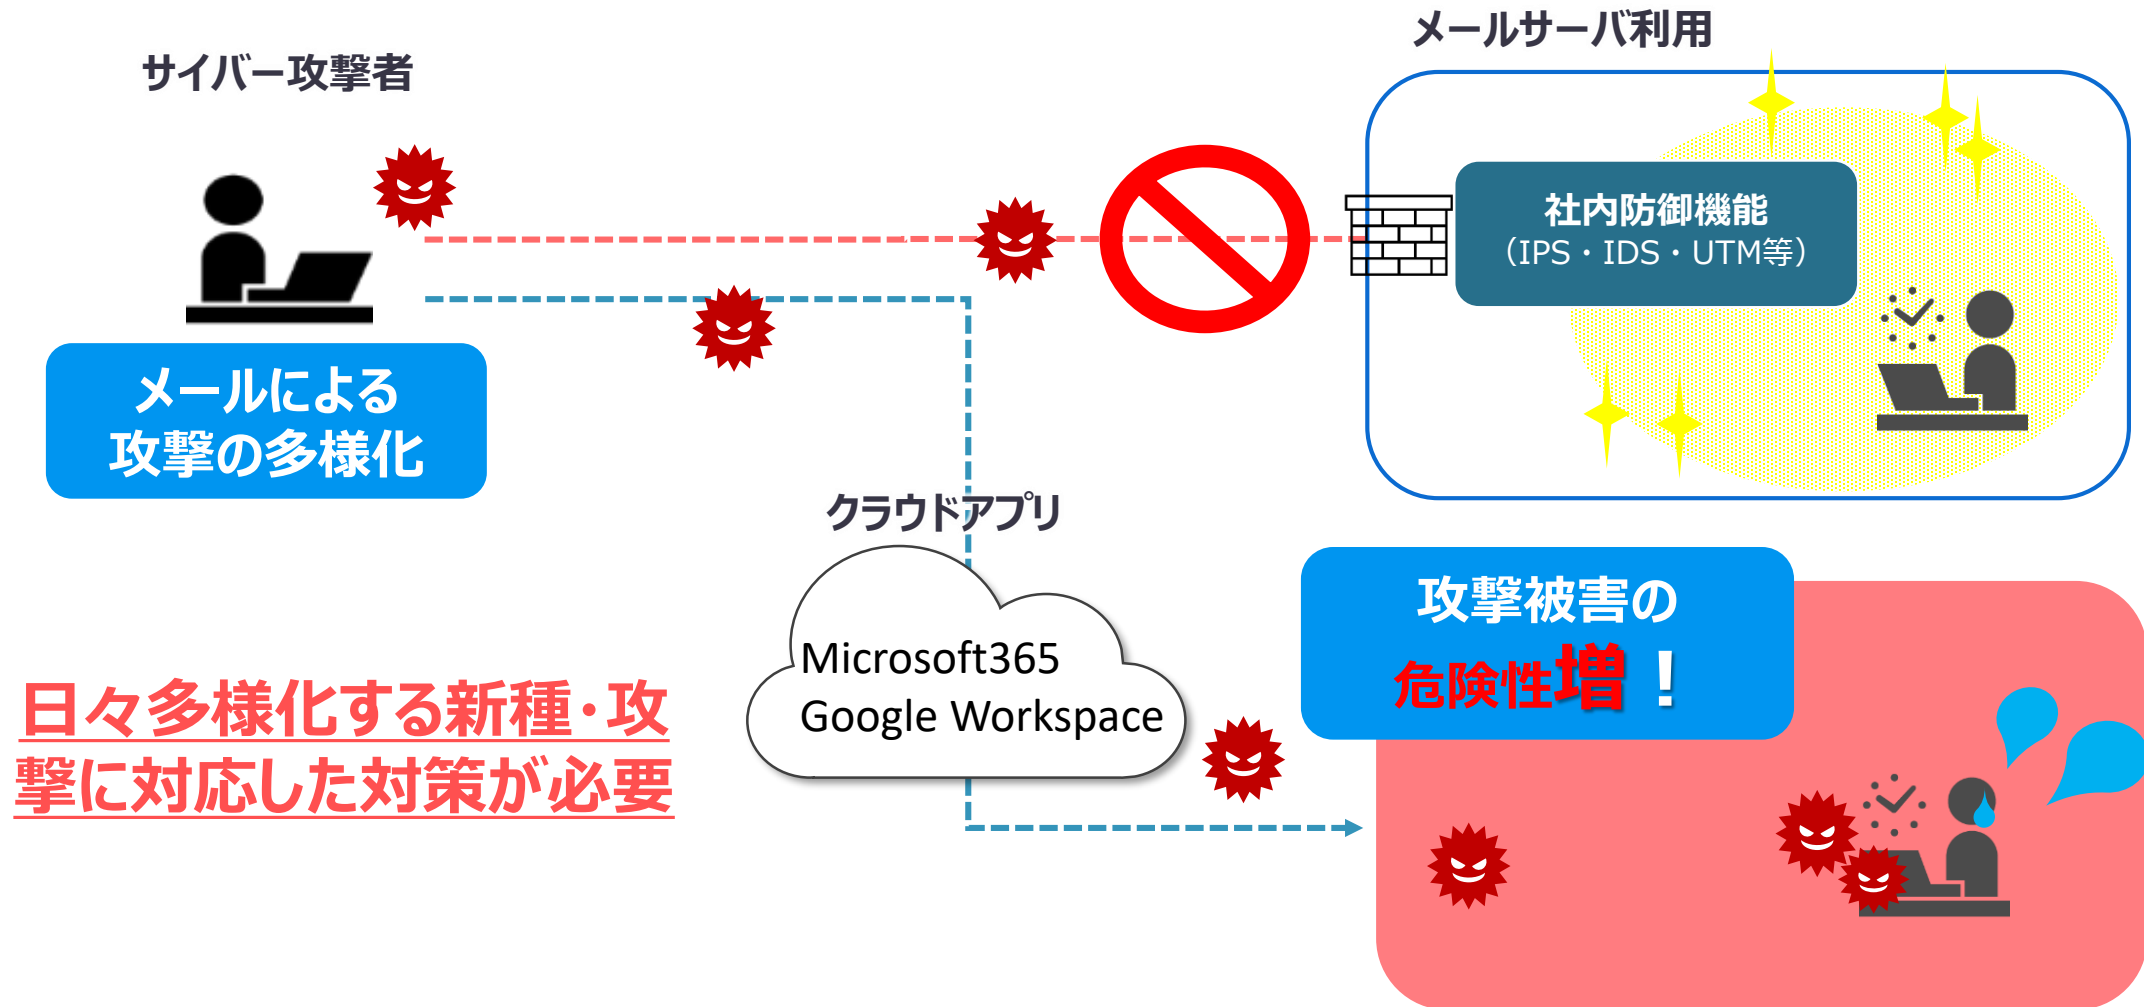 メールサーバ利用
サイバー攻撃者
社内防御機能
（IPS・IDS・UTM等）
メールによる
攻撃の多様化
クラウドアプリ
Microsoft365
Google Workspace
攻撃被害の
危険性増！
日々多様化する新種・攻
撃に対応した対策が必要